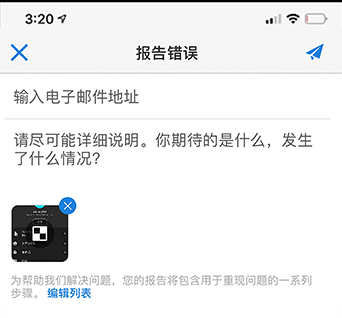 3:20
报告错误
输入电子邮件地址
请尽可能详细说明。你期待的是什么，发生
了什么情况？
为帮助我们解决问题，您的报告将包含用于重现问题的一系列
步骤。 编辑列表